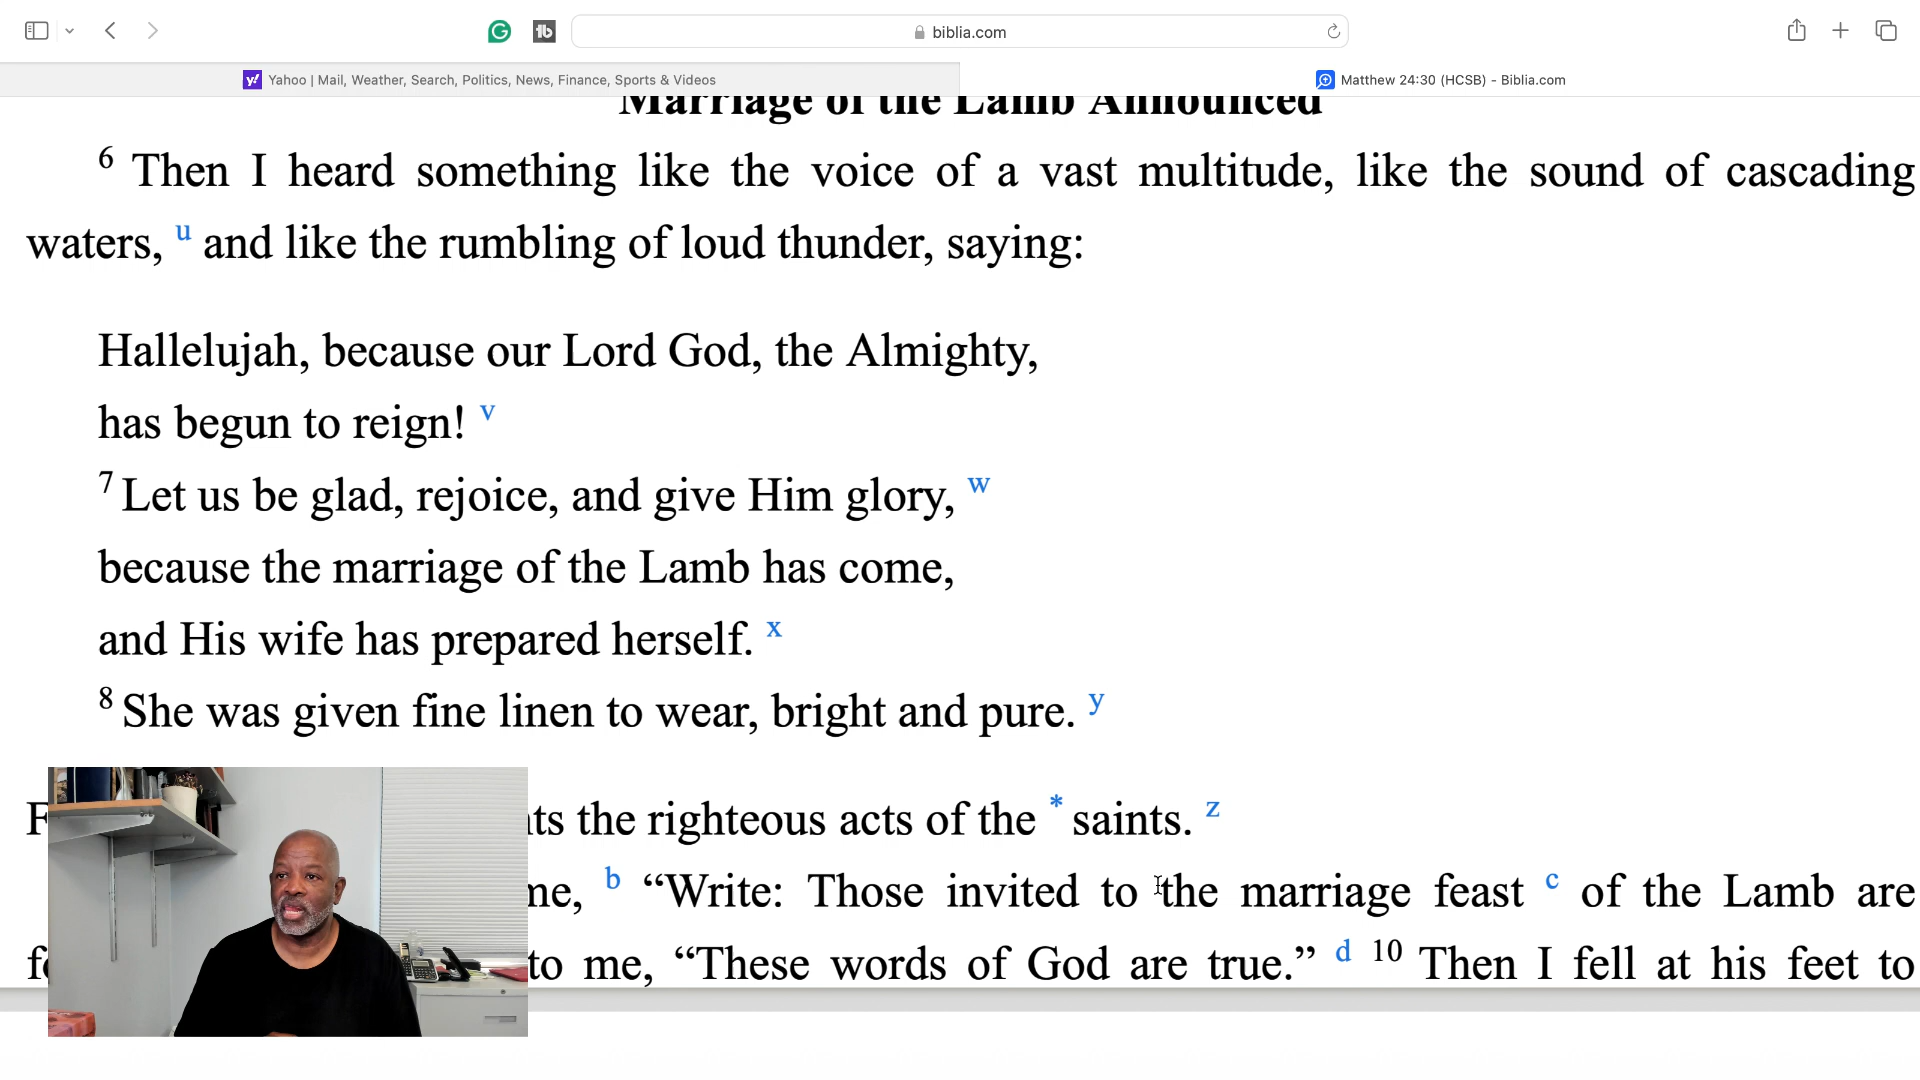 biblia.com
Yahoo | Mail, Weather, Search, Politics, News, Finance, Sports & Videos
Matthew 24:30 (HCSB) - Biblia.com
Marriage of the Lamb Announced
6 Then I heard something like the voice of a vast multitude, like the sound of cascading
waters, u and like the rumbling of loud thunder, saying:
Hallelujah, because our Lord God, the Almighty,
has begun to reign! v
7 Let us be glad, rejoice, and give Him glory, w
because the marriage of the Lamb has come,
and His wife has prepared herself. x
8 She was given fine linen to wear, bright and pure. y
the righteous acts of the * saints. z
me, b “Write: Those invited to the marriage feast c of the Lamb are
to me, “These words of God are true.” d 10 Then I fell at his feet to